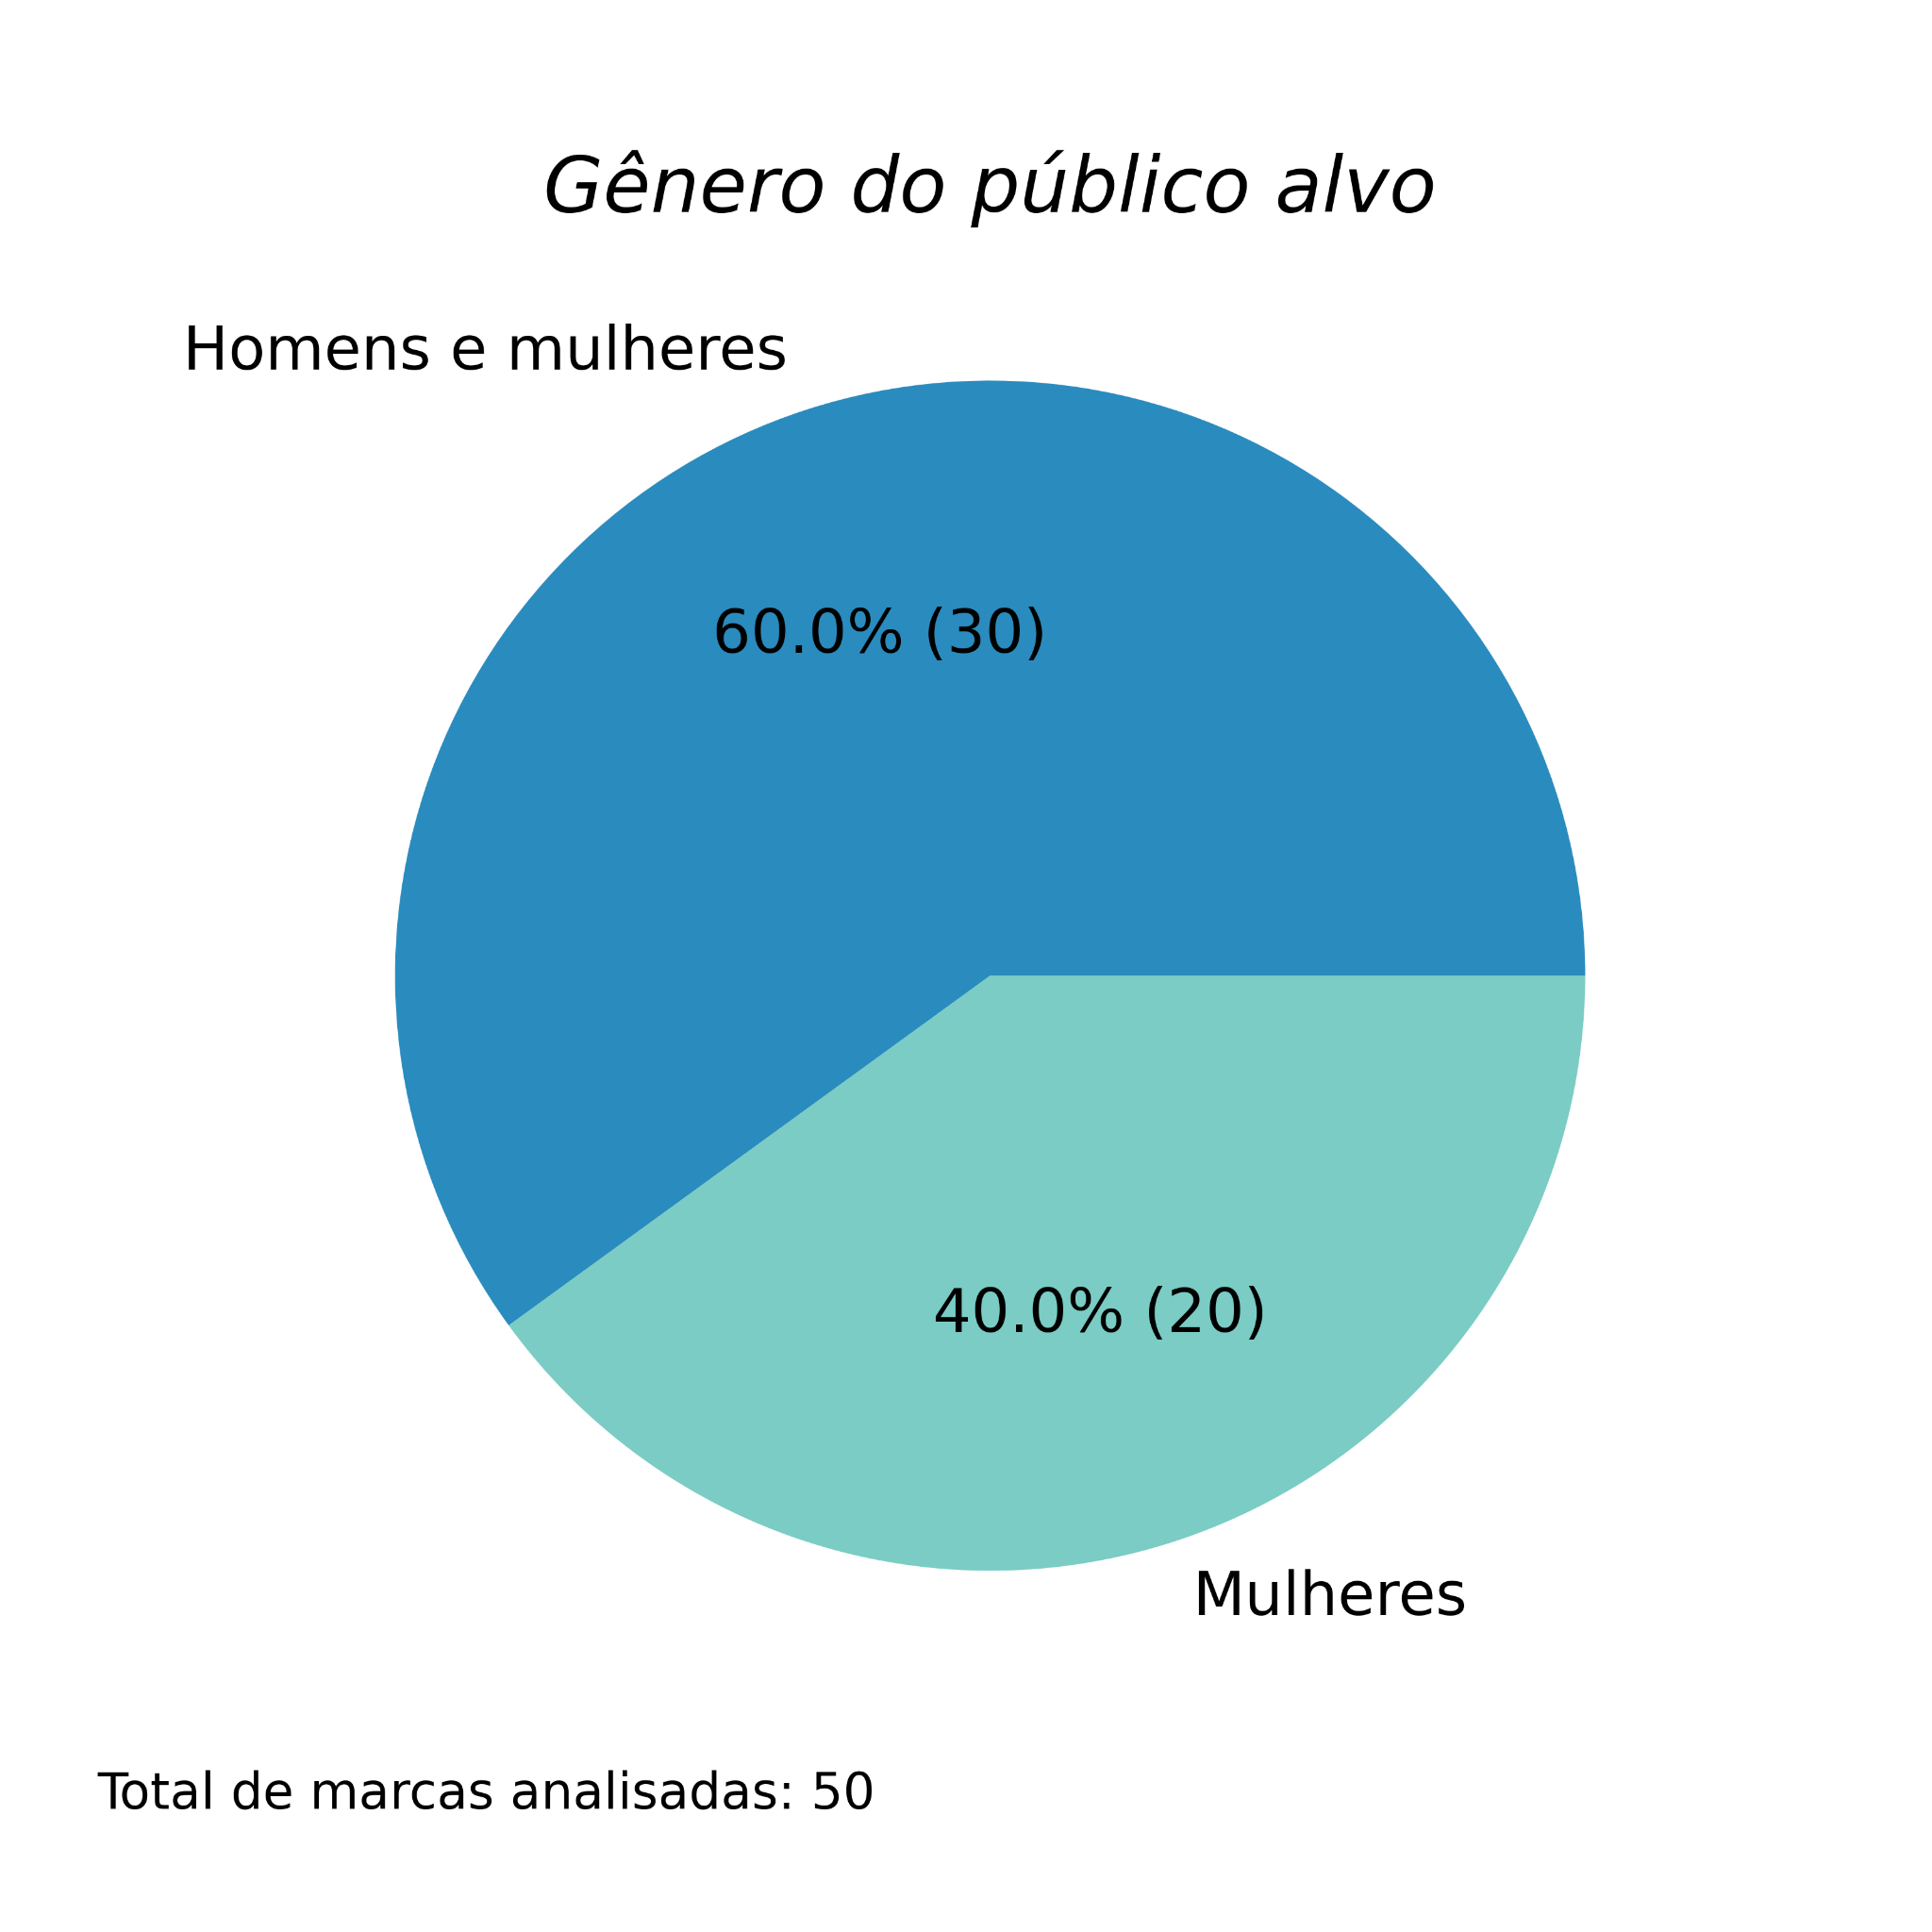 Gênero do público alvo
Homens e mulheres
60.0% (30)
40.0% (20)
Mulheres
Total de marcas analisadas: 50